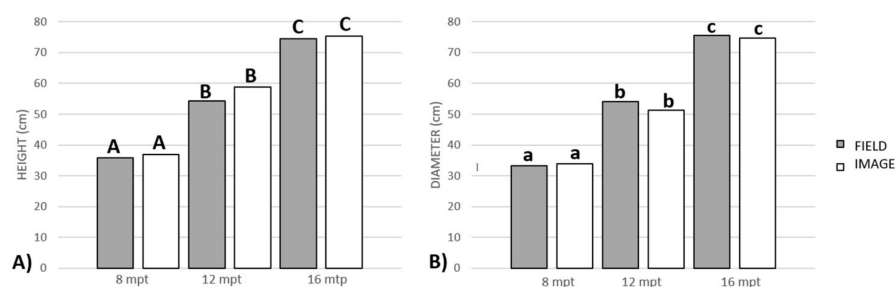 80
70
60
50
40
30
20
10
0
HEIGHT (cm)
A A
B B
C C
8 mpt 12 mpt 16 mtp
A)
80
70
60
50
40
30
20
10
0
DIAMETER (cm)
a a
b b
c c
8 mpt 12 mpt 16 mpt
B)
FIELD
IMAGE